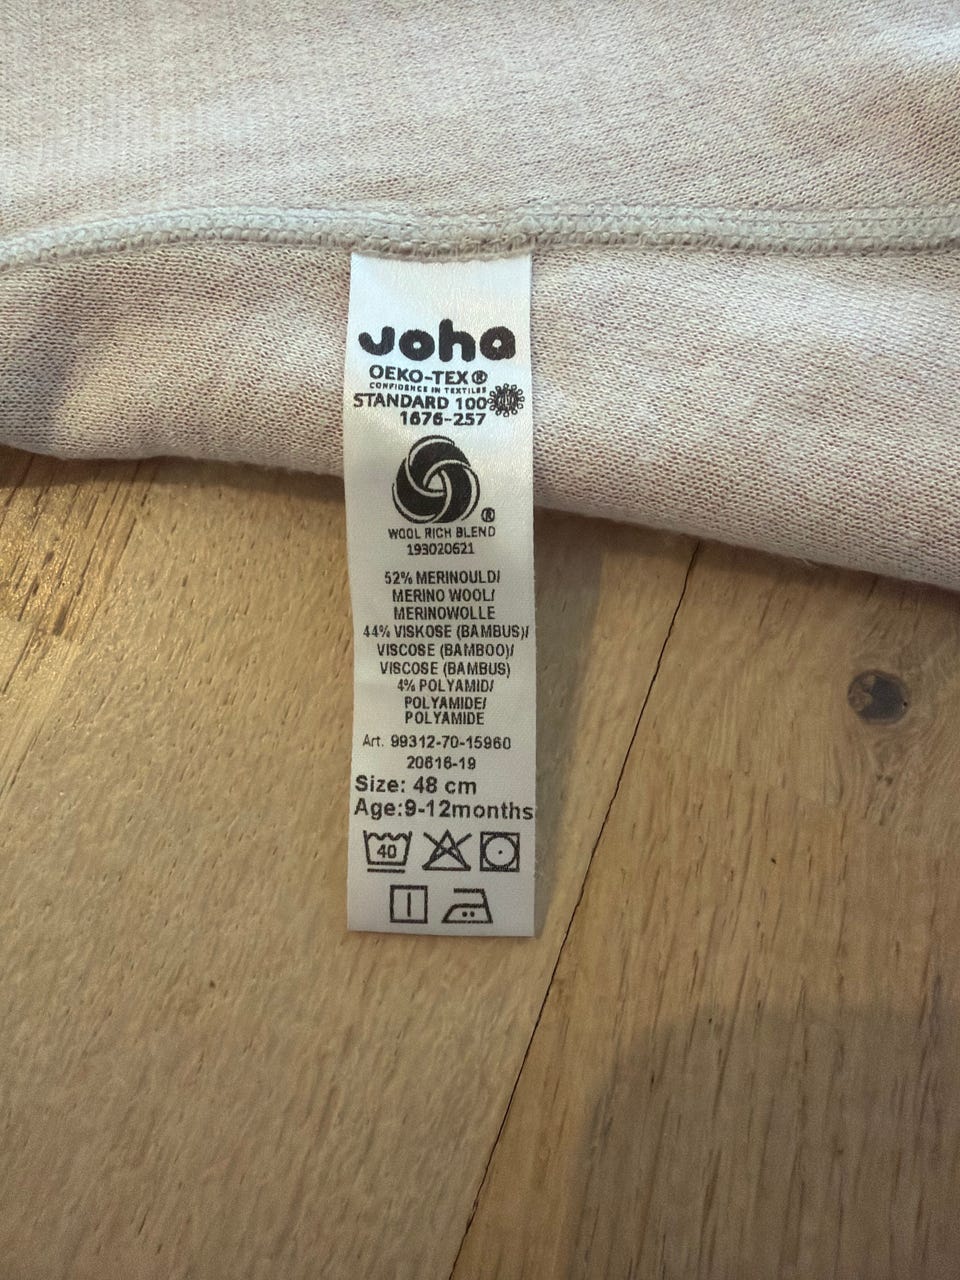 Joha
OEKO-TEX®
CONFIDENCE IN TEXTILES
STANDARD 100
1676-257
®
WOOL RICH BLEND
193020621
52% MERINOULD/
MERINO WOOL/
MERINOWOLLE
44% VISKOSE (BAMBUS)/
VISCOSE (BAMBOO)/
VISCOSE (BAMBUS)
4% POLYAMID/
POLYAMIDE/
POLYAMIDE
Art. 99312-70-15960
20616-19
Size: 48 cm
Age:9-12months
40